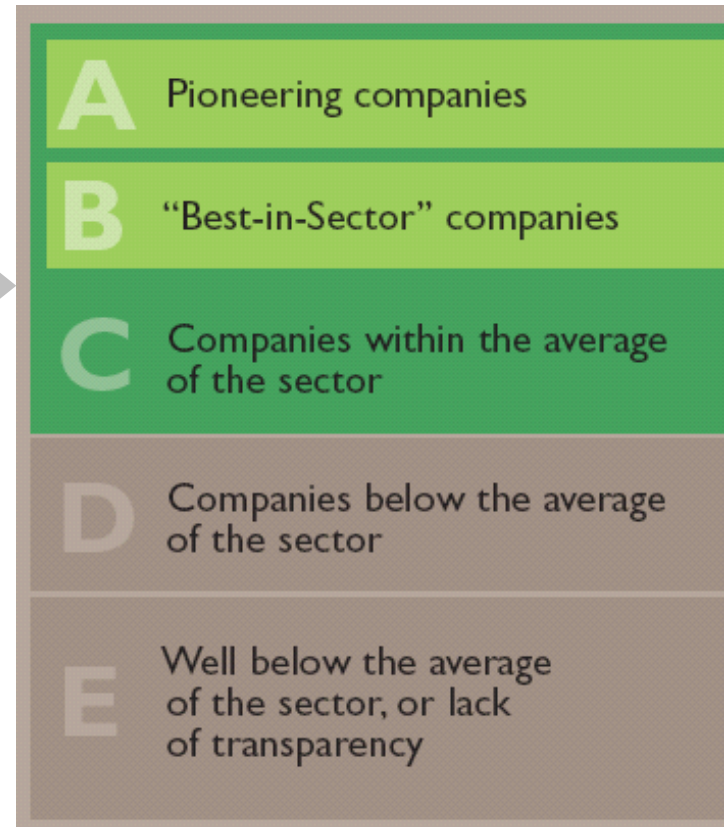 A Pioneering companies
B “Best-in-Sector” companies
C Companies within the average
of the sector
D Companies below the average
of the sector
E Well below the average
of the sector, or lack
of transparency